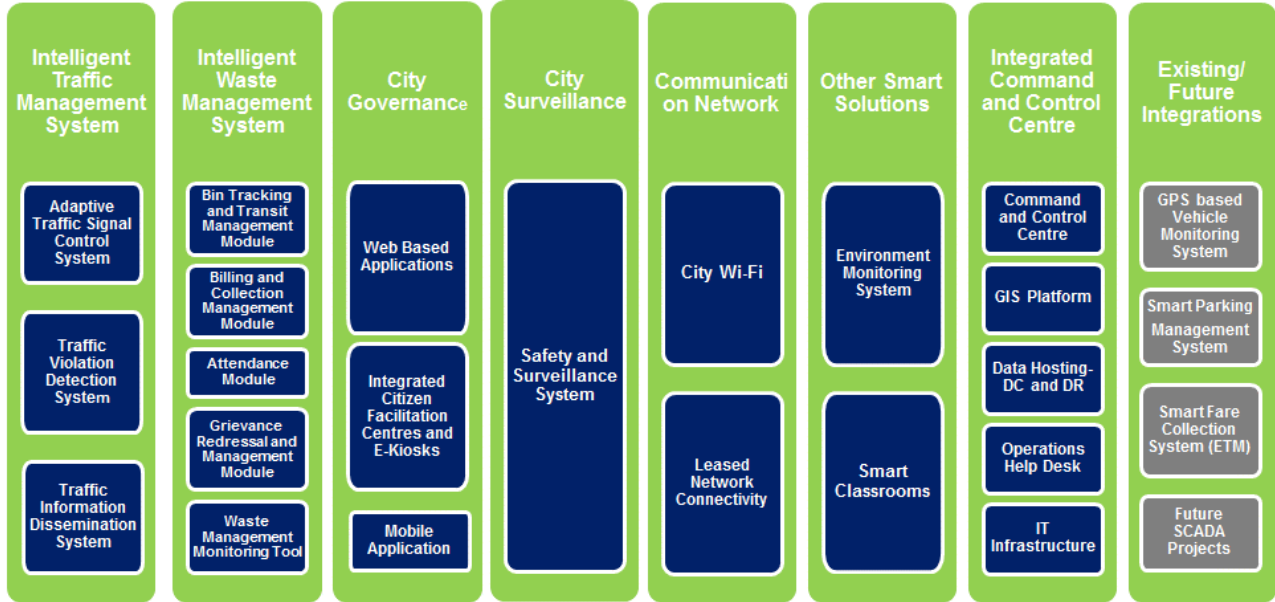 Intelligent
Traffic
Management
System
Adaptive
Traffic Signal
Control
System
Traffic
Violation
Detection
System
Traffic
Information
Dissemination
System
Intelligent
Waste
Management
System
Bin Tracking
and Transit
Management
Module
Billing and
Collection
Management
Module
Attendance
Module
Grievance
Redressal and
Management
Module
Waste
Management
Monitoring Tool
City
Governance
Web Based
Applications
Integrated
Citizen
Facilitation
Centres and
E-Kiosks
Mobile
Application
City
Surveillance
Safety and
Surveillance
System
Communicati
on Network
City Wi-Fi
Leased
Network
Connectivity
Other Smart
Solutions
Environment
Monitoring
System
Smart
Classrooms
Integrated
Command
and Control
Centre
Command
and Control
Centre
GIS Platform
Data Hosting-
DC and DR
Operations
Help Desk
IT
Infrastructure
Existing/
Future
Integrations
GPS based
Vehicle
Monitoring
System
Smart Parking
Management
System
Smart Fare
Collection
System (ETM)
Future
SCADA
Projects